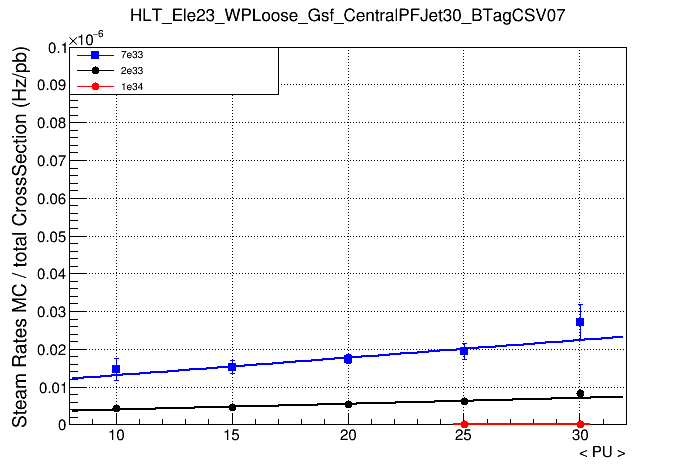 HLT_Ele23_WPLoose_Gsf_CentralPFJet30_BTagCSV07
×10^-6
0.1
0.09
0.08
0.07
0.06
0.05
0.04
0.03
0.02
0.01
0
Steam Rates MC / total CrossSection (Hz/pb)
7e33
2e33
1e34
10 15 20 25 30
< PU >